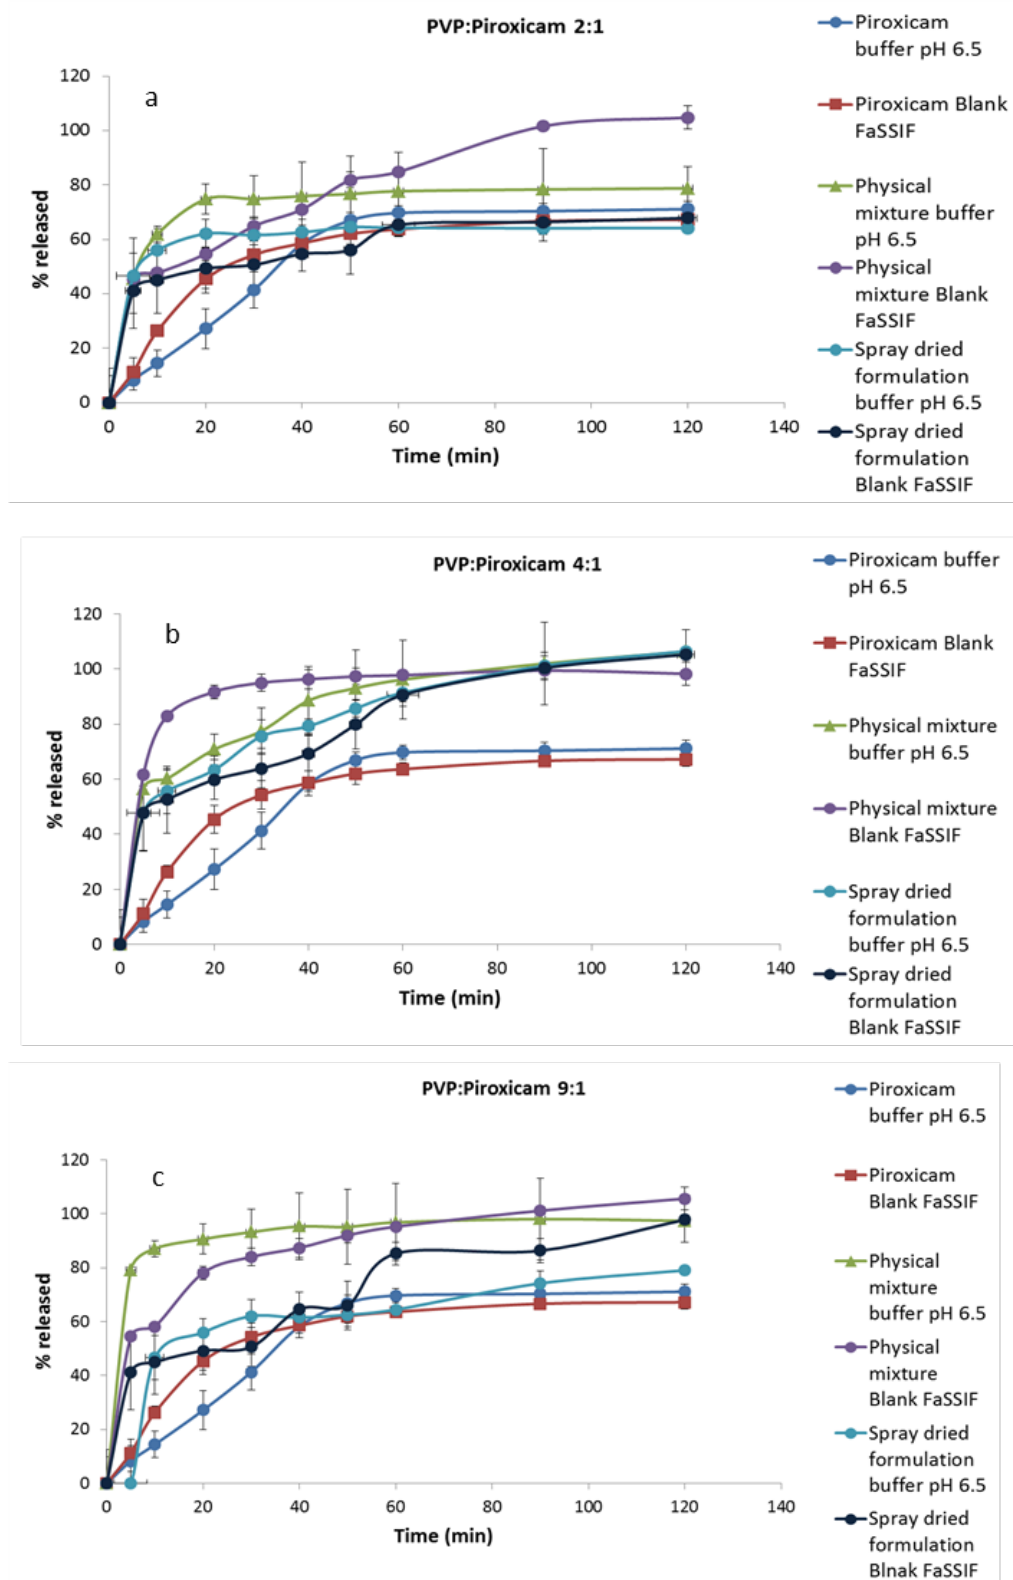 PVP:Piroxicam 2:1
a
120
100
80
60
40
20
0
% released
0 20 40 60 80 100 120 140
Time (min)
Piroxicam
buffer pH 6.5
Piroxicam Blank
FaSSIF
Physical
mixture buffer
pH 6.5
Physical
mixture Blank
FaSSIF
Spray dried
formulation
buffer pH 6.5
Spray dried
formulation
Blank FaSSIF
PVP:Piroxicam 4:1
b
120
100
80
60
40
20
0
% released
0 20 40 60 80 100 120 140
Time (min)
Piroxicam buffer
pH 6.5
Piroxicam Blank
FaSSIF
Physical mixture
buffer pH 6.5
Physical mixture
Blank FaSSIF
Spray dried
formulation
buffer pH 6.5
Spray dried
formulation
Blank FaSSIF
PVP:Piroxicam 9:1
c
120
100
80
60
40
20
0
% released
0 20 40 60 80 100 120 140
Time (min)
Piroxicam
buffer pH 6.5
Piroxicam
Blank FaSSIF
Physical
mixture
buffer pH 6.5
Physical
mixture
Blank FaSSIF
Spray dried
formulation
buffer pH 6.5
Spray dried
formulation
Blnak FaSSIF